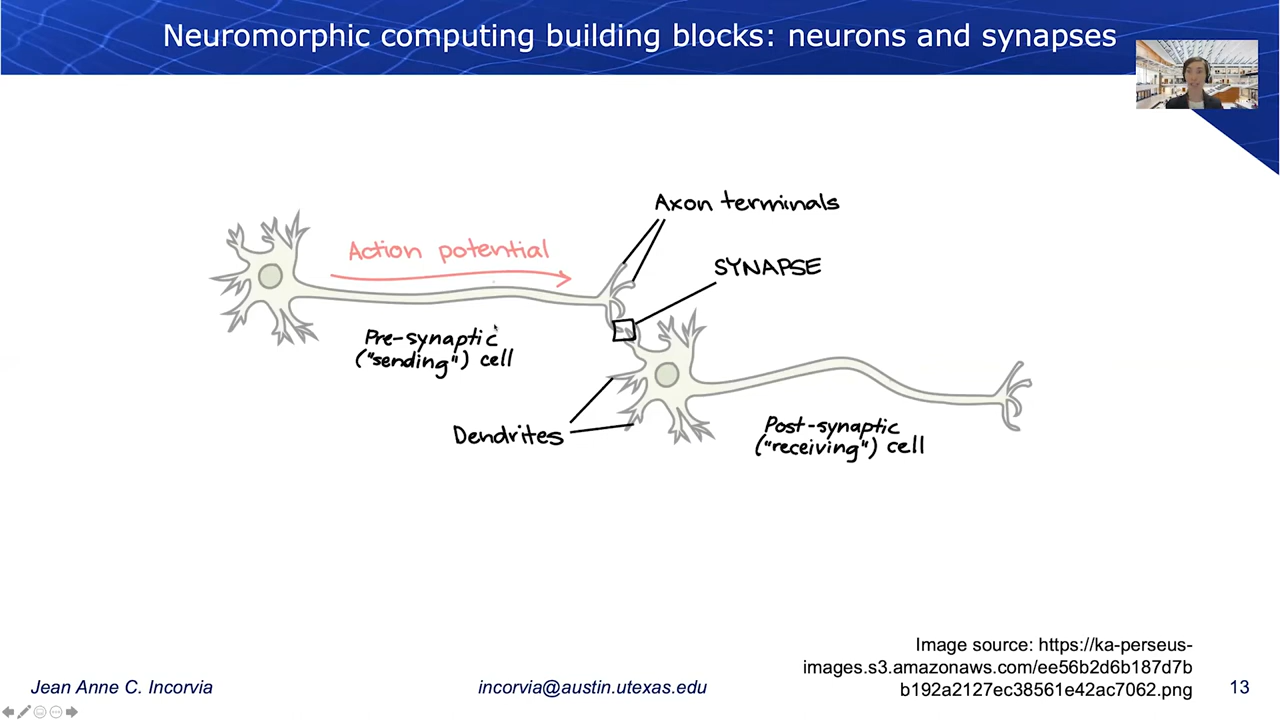 Neuromorphic computing building blocks: neurons and synapses
Axon terminals
Action potential
SYNAPSE
Pre-synaptic
("sending") cell
Dendrites
Post-synaptic
("receiving") cell
Image source: https://ka-perseus-
images.s3.amazonaws.com/ee56b2d6b187d7b
b192a2127ec38561e42ac7062.png
Jean Anne C. Incorvia
incorvia@austin.utexas.edu
13